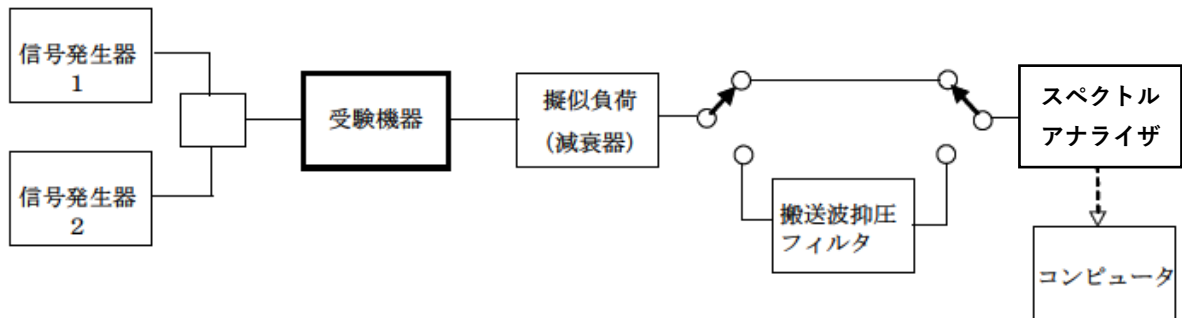 信号発生器
1
信号発生器
2
受験機器
擬似負荷
(減衰器)
搬送波抑圧
フィルタ
スペクトル
アナライザ
コンピュータ